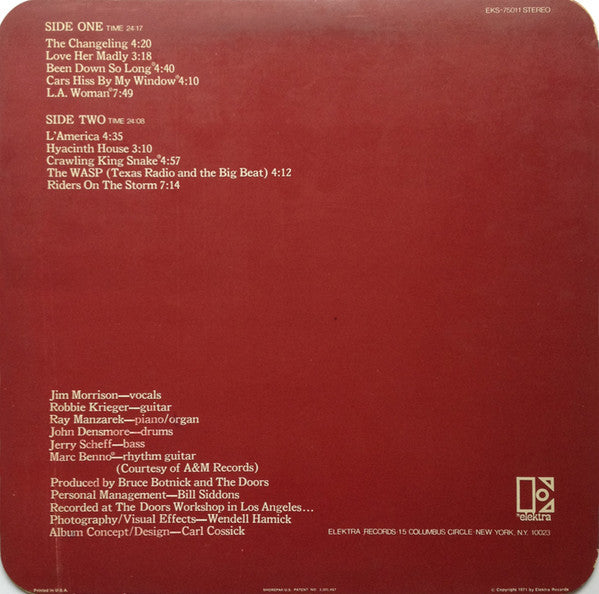 EKS-75011 STEREO
SIDE ONE TIME 24:17
The Changeling 4:20
Love Her Madly 3:18
Been Down So Long*4:40
Cars Hiss By My Window*4:10
L.A. Woman*7:49
SIDE TWO TIME 24:08
L'America 4:35
Hyacinth House 3:10
Crawling King Snake*4:57
The WASP (Texas Radio and the Big Beat) 4:12
Riders On The Storm 7:14
Jim Morrison—vocals
Robbie Krieger—guitar
Ray Manzarek—piano/organ
John Densmore—drums
Jerry Scheff—bass
Marc Benno*—rhythm guitar
(Courtesy of A&M Records)
Produced by Bruce Botnick and The Doors
Personal Management—Bill Siddons
Recorded at The Doors Workshop in Los Angeles...
Photography/Visual Effects—Wendell Hamick
Album Concept/Design—Carl Cossick
elektra
ELEKTRA RECORDS·15 COLUMBUS CIRCLE·NEW YORK, N.Y. 10023
Printed in U.S.A.
SHOREPAK U.S. PATENT NO.
© Copyright 1971 by Elektra Records